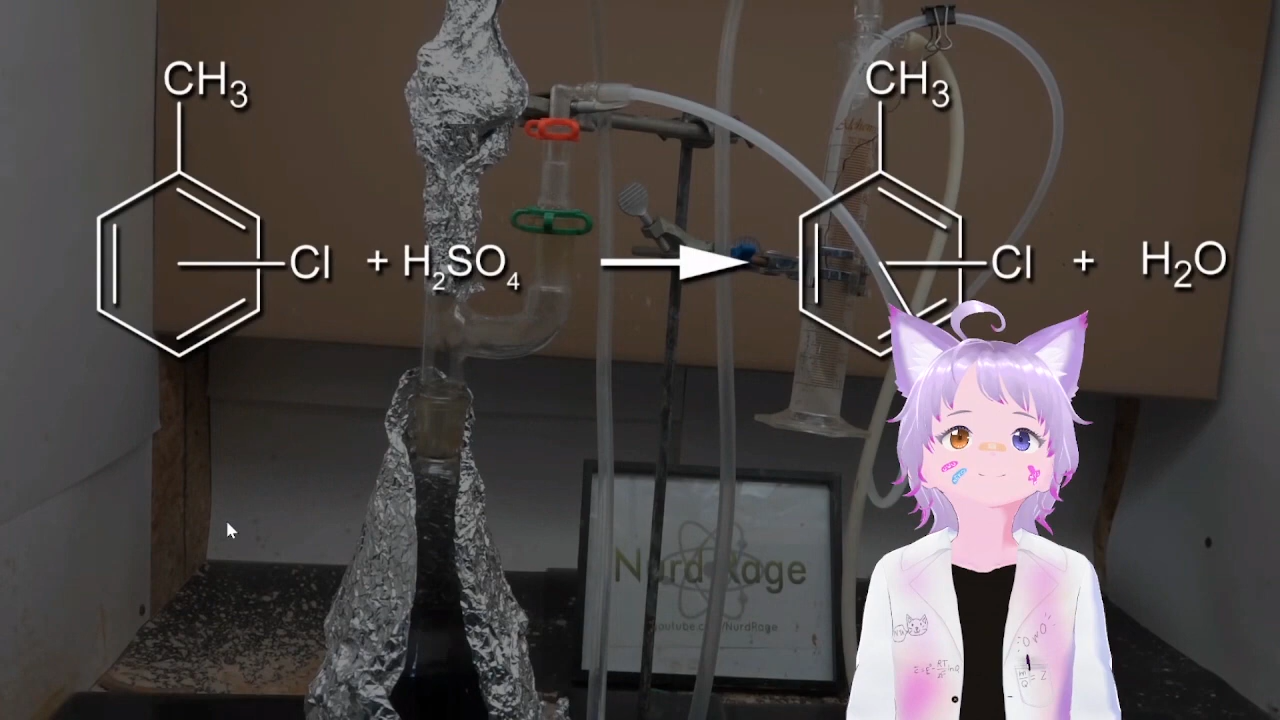 CH3 CH3
Cl + H2SO4 Cl + H2O
NurdRage
youtube.com/NurdRage